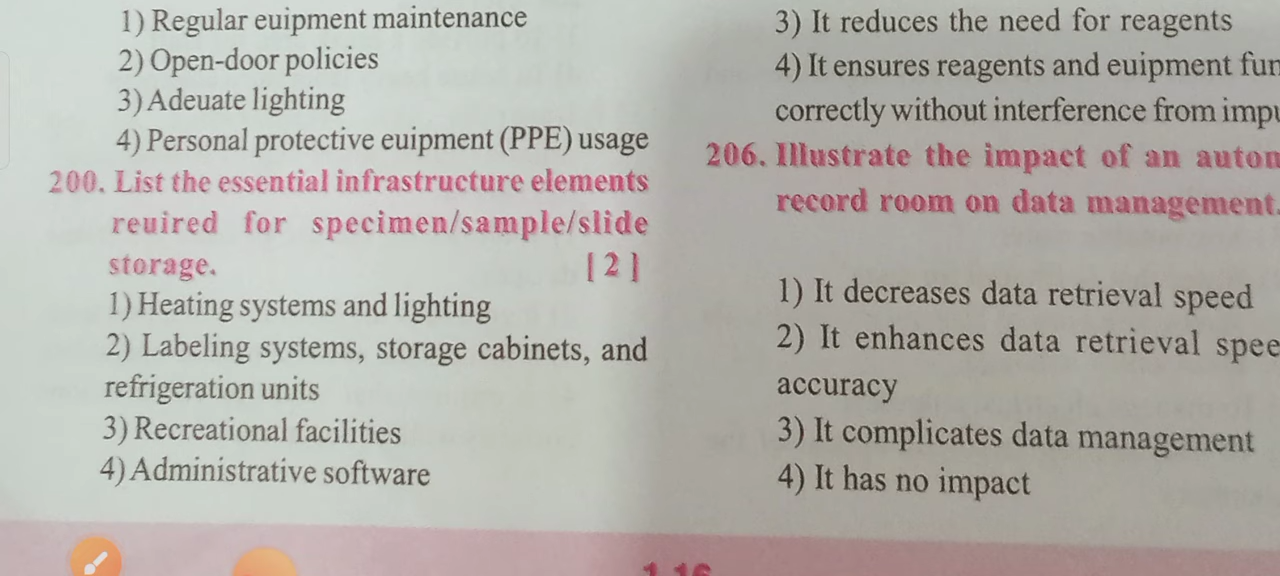 1) Regular euipment maintenance
2) Open-door policies
3) Adeuate lighting
4) Personal protective euipment (PPE) usage
200. List the essential infrastructure elements
reuired for specimen/sample/slide
storage. [2]
1) Heating systems and lighting
2) Labeling systems, storage cabinets, and
refrigeration units
3) Recreational facilities
4) Administrative software
3) It reduces the need for reagents
4) It ensures reagents and euipment
correctly without interference from
206. Illustrate the impact of an
record room on data management.
1) It decreases data retrieval speed
2) It enhances data retrieval
accuracy
3) It complicates data management
4) It has no impact